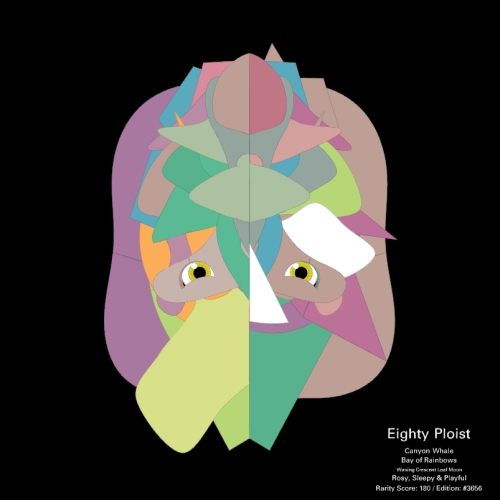 Eighty Ploist
Canyon Whale
Bay of Rainbows
Waning Crescent Leaf Moon
Rosy, Sleepy & Playful
Rarity Score: 180 / Edition: #3656